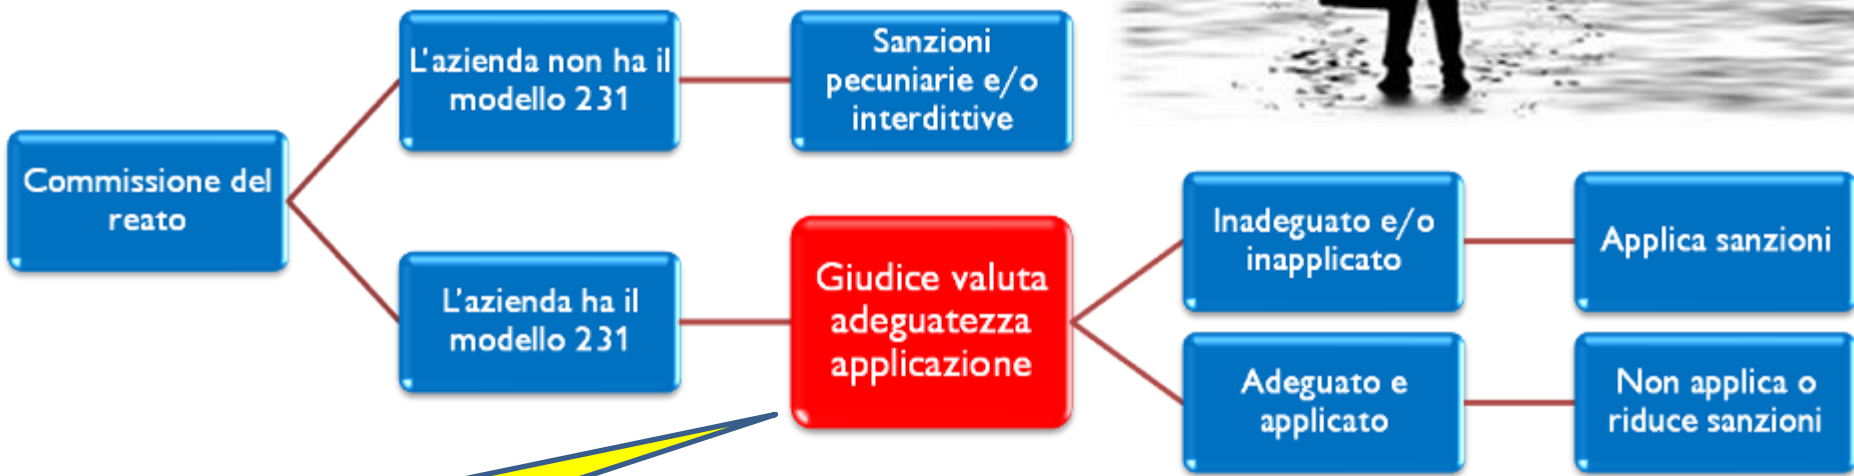 Commissione del
reato
L'azienda non ha il
modello 231
Sanzioni
pecuniarie e/o
interdittive
L'azienda ha il
modello 231
Giudice valuta
adeguatezza
applicazione
Inadeguato e/o
inapplicato
Applica sanzioni
Adeguato e
applicato
Non applica o
riduce sanzioni